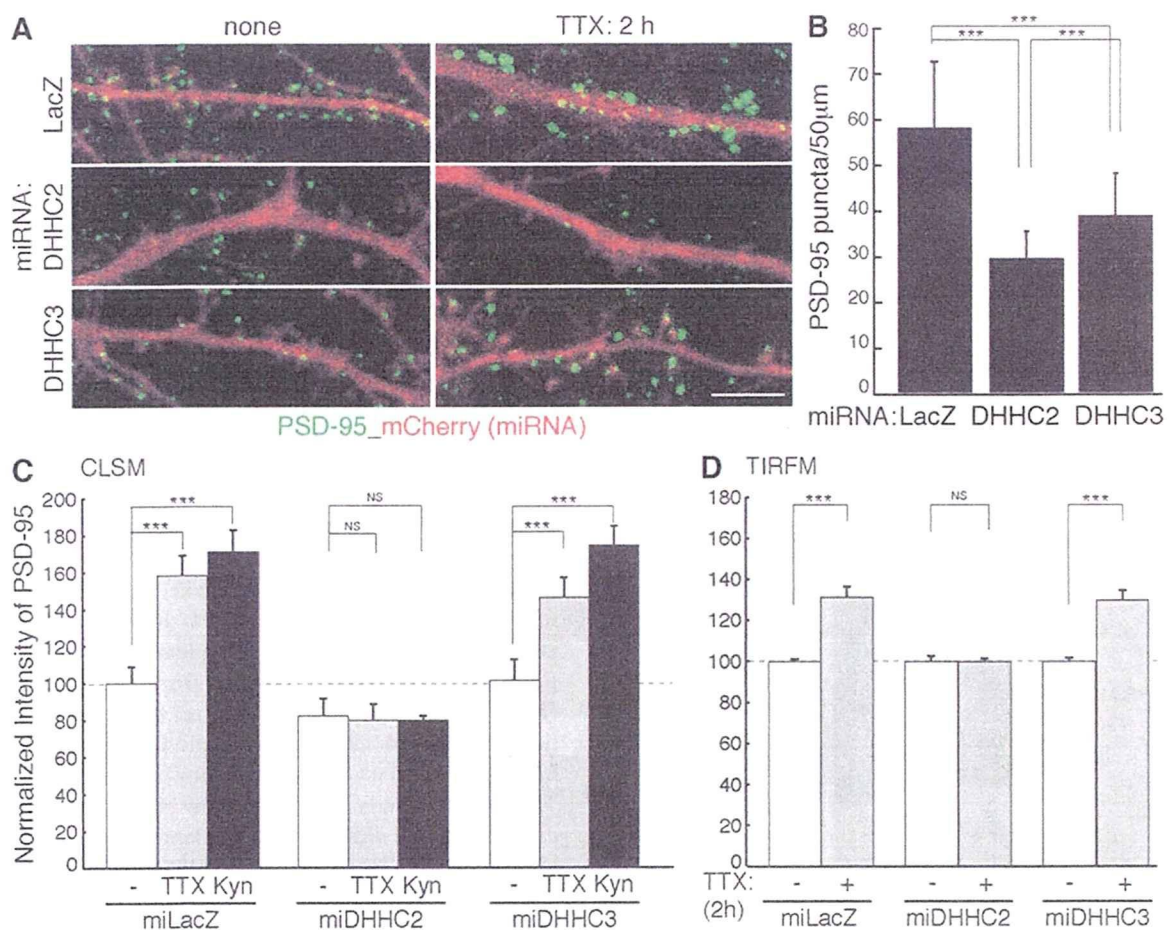 A
none
TTX: 2 h
LacZ
miRNA:
DHHC2
DHHC3
PSD-95_mCherry (miRNA)
B
PSD-95 puncta/50μm
80
70
60
50
40
30
20
10
0
***
***
***
miRNA: LacZ DHHC2 DHHC3
C CLSM
Normalized Intensity of PSD-95
200
180
160
140
120
100
80
60
40
20
0
***
***
NS
NS
***
***
- TTX Kyn TTX Kyn - TTX Kyn
miLacZ miDHHC2 miDHHC3
D TIRFM
180
160
140
120
100
80
60
40
20
0
***
NS
***
TTX: - + - + - +
(2h)
miLacZ miDHHC2 miDHHC3